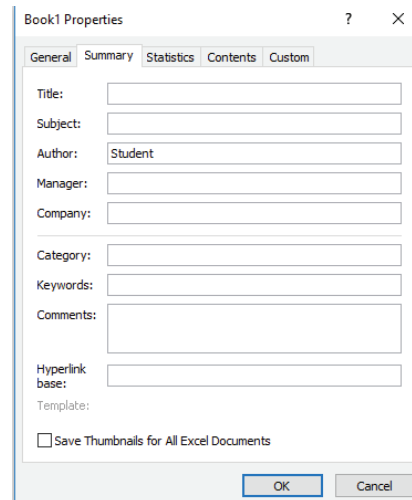 Book1 Properties ? X
General Summary Statistics Contents Custom
Title:
Subject:
Author: Student
Manager:
Company:
Category:
Keywords:
Comments:
Hyperlink
base:
Template:
Save Thumbnails for All Excel Documents
OK Cancel